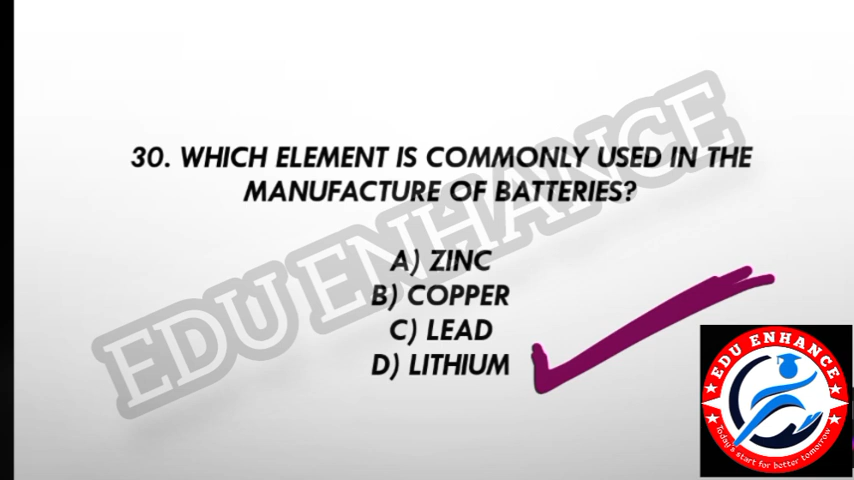 30. WHICH ELEMENT IS COMMONLY USED IN THE
MANUFACTURE OF BATTERIES?
A) ZINC
B) COPPER
C) LEAD
D) LITHIUM
EDU ENHANCE
EDU ENHANCE
Today's start for better tomorrow